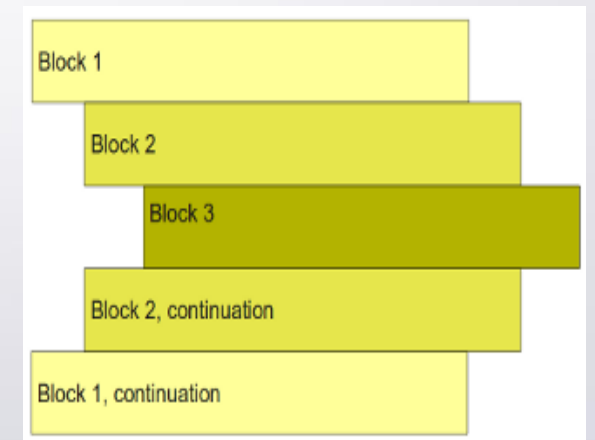 Block 1
Block 2
Block 3
Block 2, continuation
Block 1, continuation